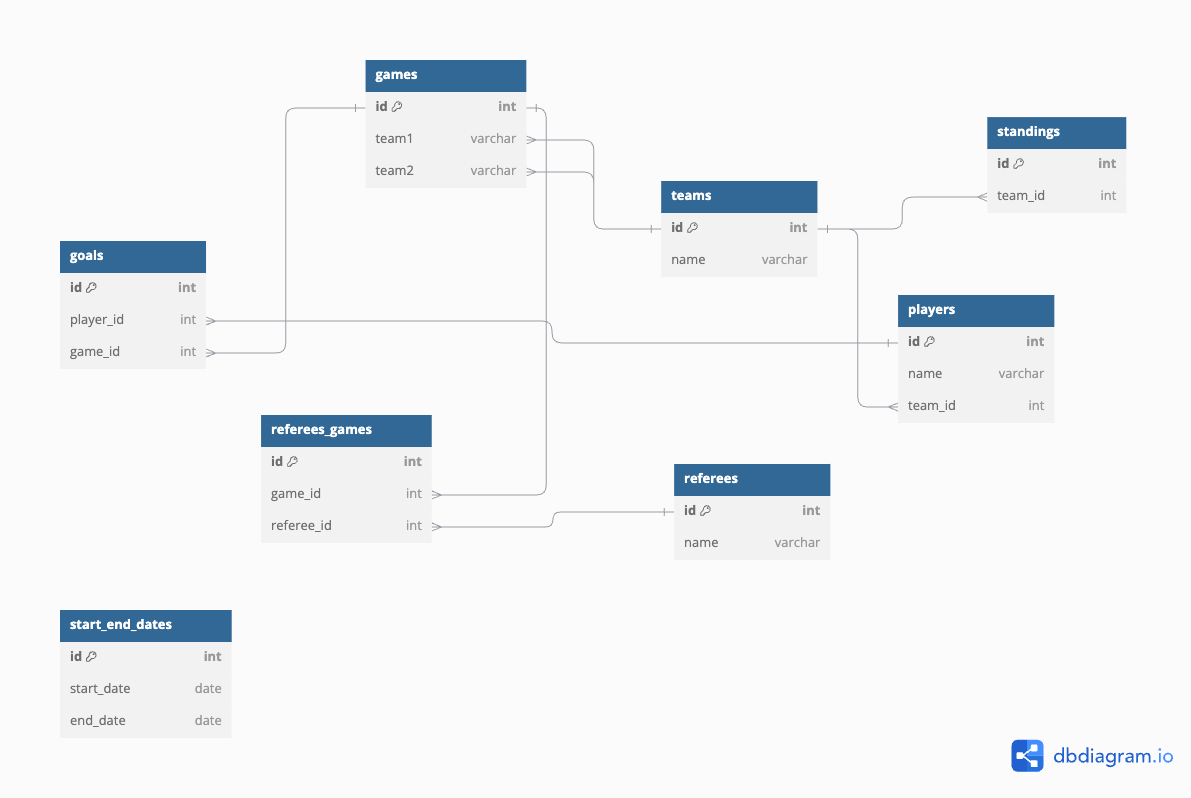 games
id int
team1 varchar
team2 varchar
standings
id int
team_id int
teams
id int
name varchar
goals
id int
player_id int
game_id int
players
id int
name varchar
team_id int
referees_games
id int
game_id int
referee_id int
referees
id int
name varchar
start_end_dates
id int
start_date date
end_date date
dbdiagram.io